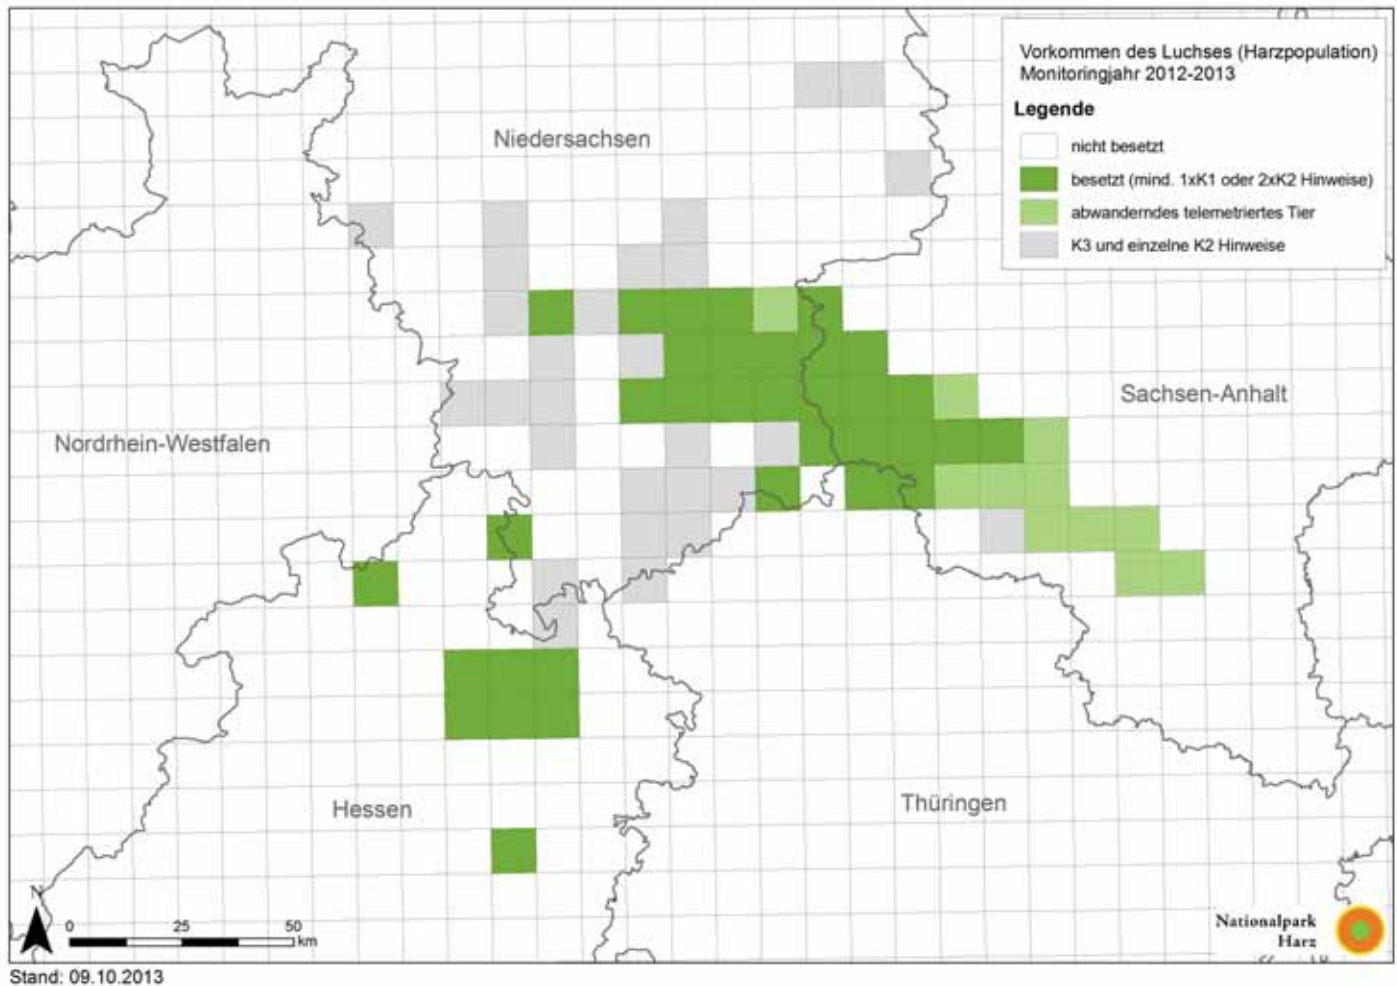 Vorkommen des Luchses (Harzpopulation)
Monitoringjahr 2012-2013
Legende
nicht besetzt
besetzt (mind. 1xK1 oder 2xK2 Hinweise)
abwanderndes telemetriertes Tier
K3 und einzelne K2 Hinweise
Niedersachsen
Sachsen-Anhalt
Nordrhein-Westfalen
Hessen
Thüringen
N
0 25 50
km
Nationalpark
Harz
Stand: 09.10.2013